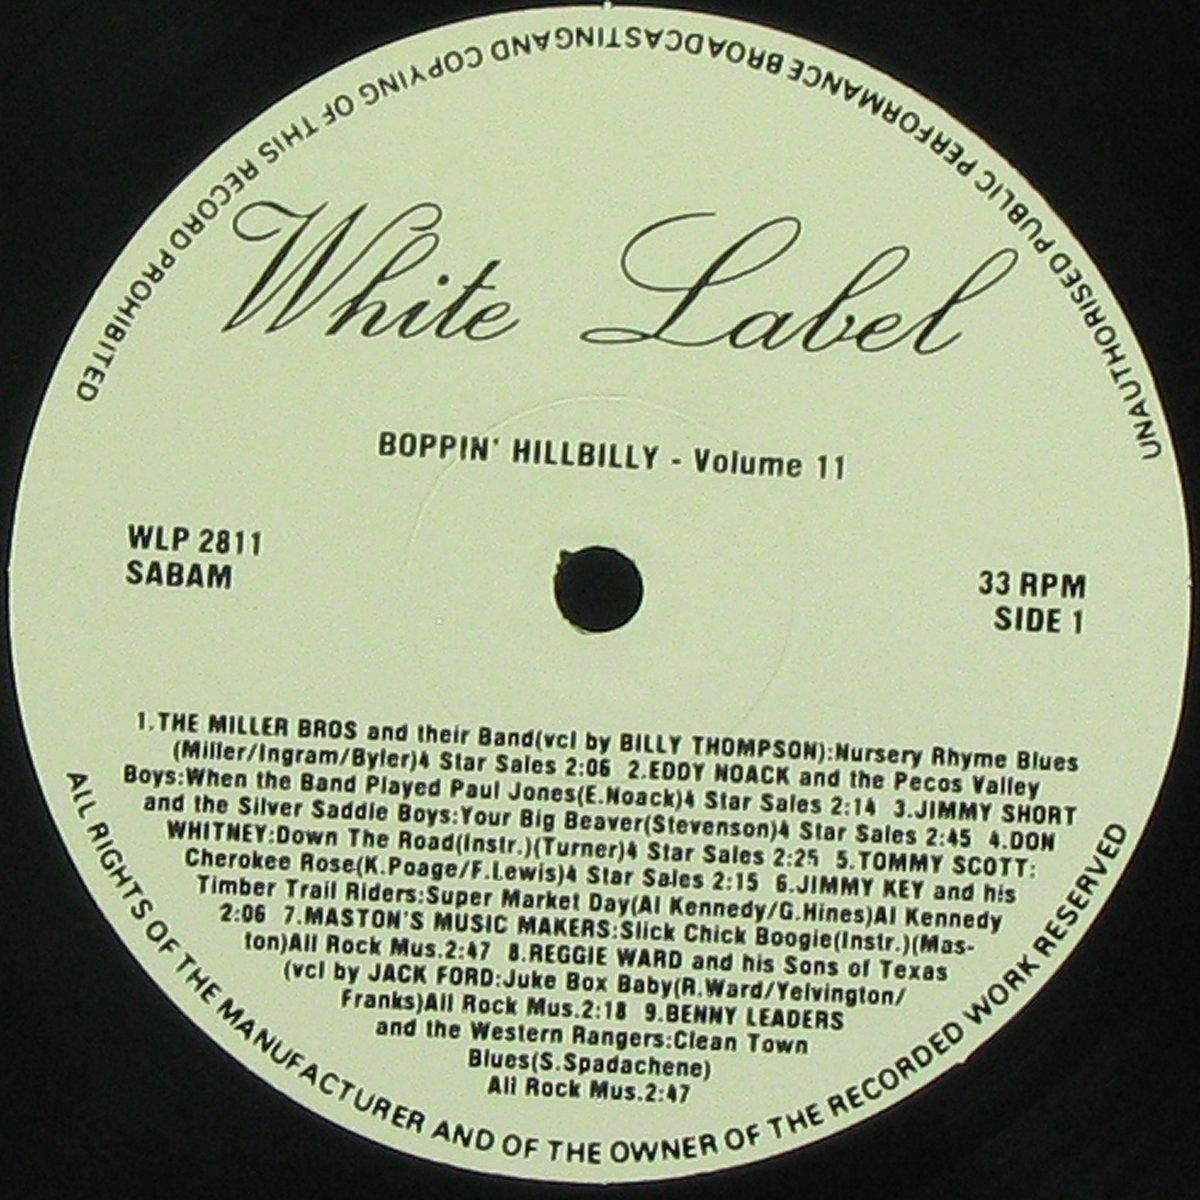 UNAUTHORISED PUBLIC PERFORMANCE BROADCASTING AND COPYING OF THIS RECORD PROHIBITED
White Label
BOPPIN' HILLBILLY - Volume 11
WLP 2811
SABAM
33 RPM
SIDE 1
1.THE MILLER BROS and their Band(vcl by BILLY THOMPSON):Nursery Rhyme Blues
(Miller/Ingram/Byler)4 Star Sales 2:06 2.EDDY NOACK and the Pecos Valley
Boys:When the Band Played Paul Jones(E.Noack)4 Star Sales 2:14 3.JIMMY SHORT
and the Silver Saddle Boys:Your Big Beaver(Stevenson)4 Star Sales 2:45 4.DON
WHITNEY:Down The Road(Instr.)(Turner)4 Star Sales 2:25 5.TOMMY SCOTT:
Cherokee Rose(K.Poage/F.Lewis)4 Star Sales 2:15 6.JIMMY KEY and his
Timber Trail Riders:Super Market Day(Al Kennedy/G.Hines)Al Kennedy
2:06 7.MASTON'S MUSIC MAKERS:Slick Chick Boogie(Instr.)(Mas-
ton)All Rock Mus.2:47 8.REGGIE WARD and his Sons of Texas
(vcl by JACK FORD:Juke Box Baby(R.Ward/Yelvington/
Franks)All Rock Mus.2:18 9.BENNY LEADERS
and the Western Rangers:Clean Town
Blues(S.Spadachene)
All Rock Mus.2:47
ALL RIGHTS OF THE MANUFACTURER AND OF THE OWNER OF THE RECORDED WORK RESERVED